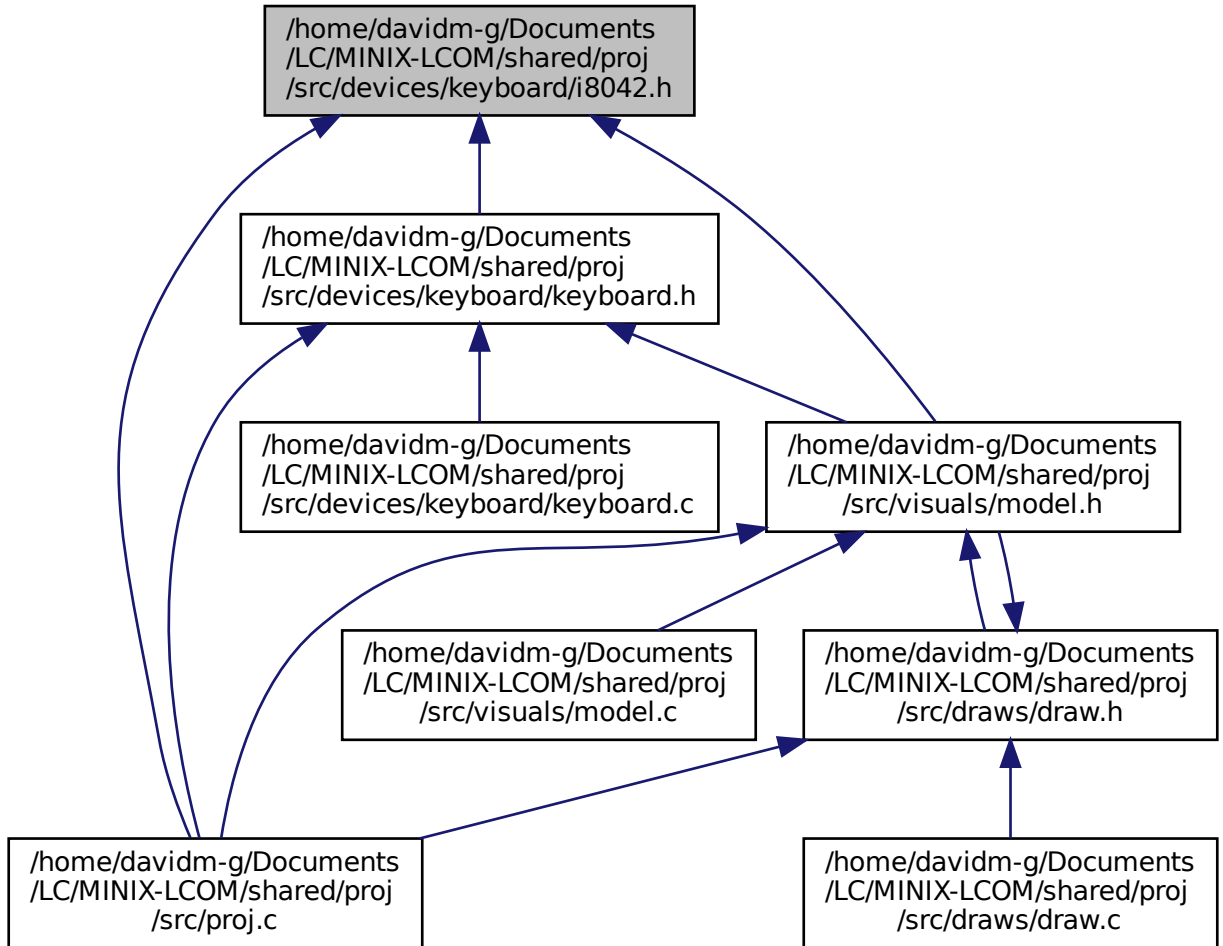 /home/davidm-g/Documents
/LC/MINIX-LCOM/shared/proj
/src/devices/keyboard/i8042.h
/home/davidm-g/Documents
/LC/MINIX-LCOM/shared/proj
/src/devices/keyboard/keyboard.h
/home/davidm-g/Documents
/LC/MINIX-LCOM/shared/proj
/src/devices/keyboard/keyboard.c
/home/davidm-g/Documents
/LC/MINIX-LCOM/shared/proj
/src/visuals/model.h
/home/davidm-g/Documents
/LC/MINIX-LCOM/shared/proj
/src/visuals/model.c
/home/davidm-g/Documents
/LC/MINIX-LCOM/shared/proj
/src/draws/draw.h
/home/davidm-g/Documents
/LC/MINIX-LCOM/shared/proj
/src/proj.c
/home/davidm-g/Documents
/LC/MINIX-LCOM/shared/proj
/src/draws/draw.c